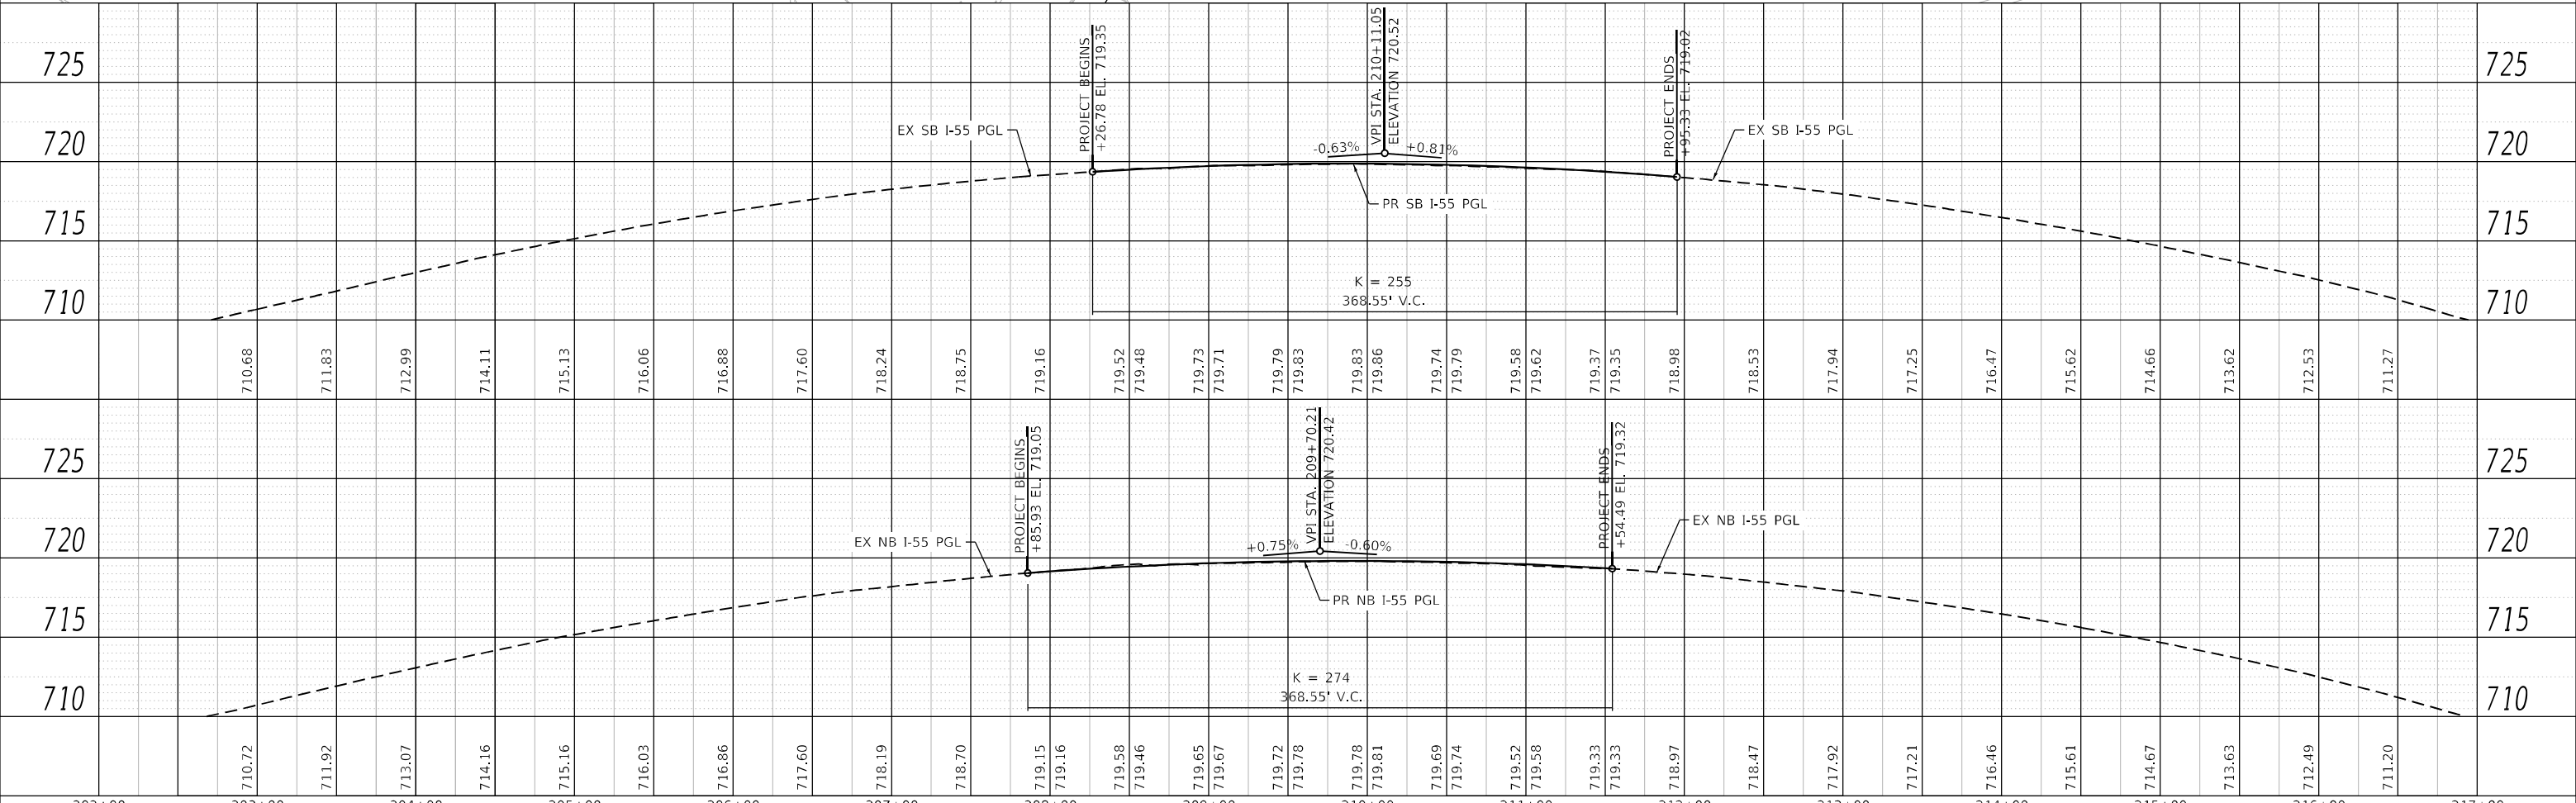 PROJECT BEGINS
+26.78 EL. 719.35
VPI STA. 210+11.05
ELEVATION 720.52
PROJECT ENDS
+95.33 EL. 719.02
725 725
EX SB I-55 PGL
-0.63% +0.81%
EX SB I-55 PGL
720 720
PR SB I-55 PGL
715 715
K = 255
368.55' V.C.
710 710
710.68 711.83 712.99 714.11 715.13 716.06 716.88 717.60 718.24 718.75 719.16 719.52 719.48 719.73 719.71 719.79 719.83 719.83 719.86 719.74 719.79 719.58 719.62 719.37 719.35 718.98 718.53 717.94 717.25 716.47 715.62 714.66 713.62 712.53 711.27
PROJECT BEGINS
+85.93 EL. 719.05
VPI STA. 209+70.21
ELEVATION 720.42
PROJECT ENDS
+54.49 EL. 719.32
725 725
EX NB I-55 PGL
+0.75% -0.60%
EX NB I-55 PGL
720 720
PR NB I-55 PGL
715 715
K = 274
368.55' V.C.
710 710
710.72 711.92 713.07 714.16 715.16 716.03 716.86 717.60 718.19 718.70 719.15 719.16 719.58 719.46 719.65 719.67 719.72 719.78 719.78 719.81 719.69 719.74 719.52 719.58 719.33 719.33 718.97 718.47 717.92 717.21 716.46 715.61 714.67 713.63 712.49 711.20